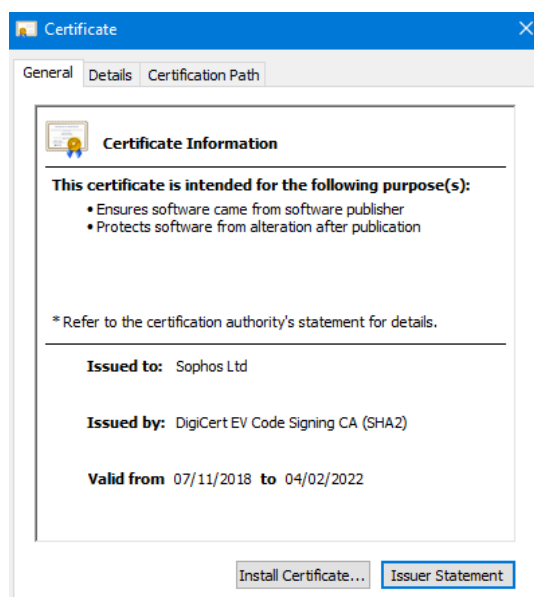 Certificate
General Details Certification Path
Certificate Information
This certificate is intended for the following purpose(s):
• Ensures software came from software publisher
• Protects software from alteration after publication
* Refer to the certification authority's statement for details.
Issued to: Sophos Ltd
Issued by: DigiCert EV Code Signing CA (SHA2)
Valid from 07/11/2018 to 04/02/2022
Install Certificate... Issuer Statement